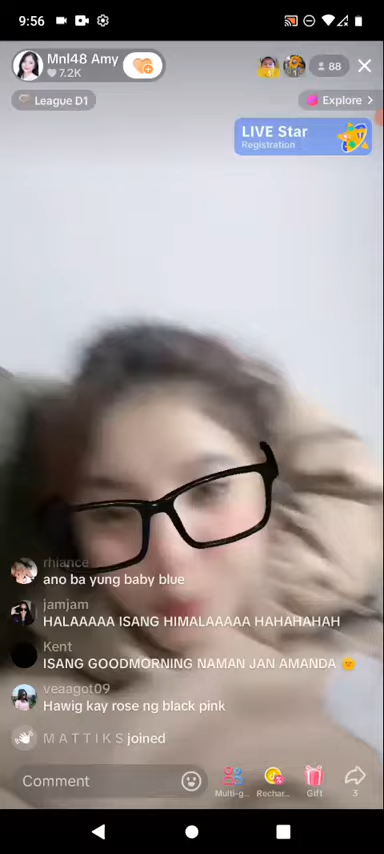 9:56
Mnl48 Amy
7.2K
88
League D1
Explore >
LIVE Star
Registration
rhiance
ano ba yung baby blue
jamjam
HALAAAAA ISANG HIMALAAAAA HAHAHAHAH
Kent
ISANG GOODMORNING NAMAN JAN AMANDA 🌞
veaagot09
Hawig kay rose ng black pink
M A T T I K S joined
Comment
Multi-g...
Rechar...
Gift
3